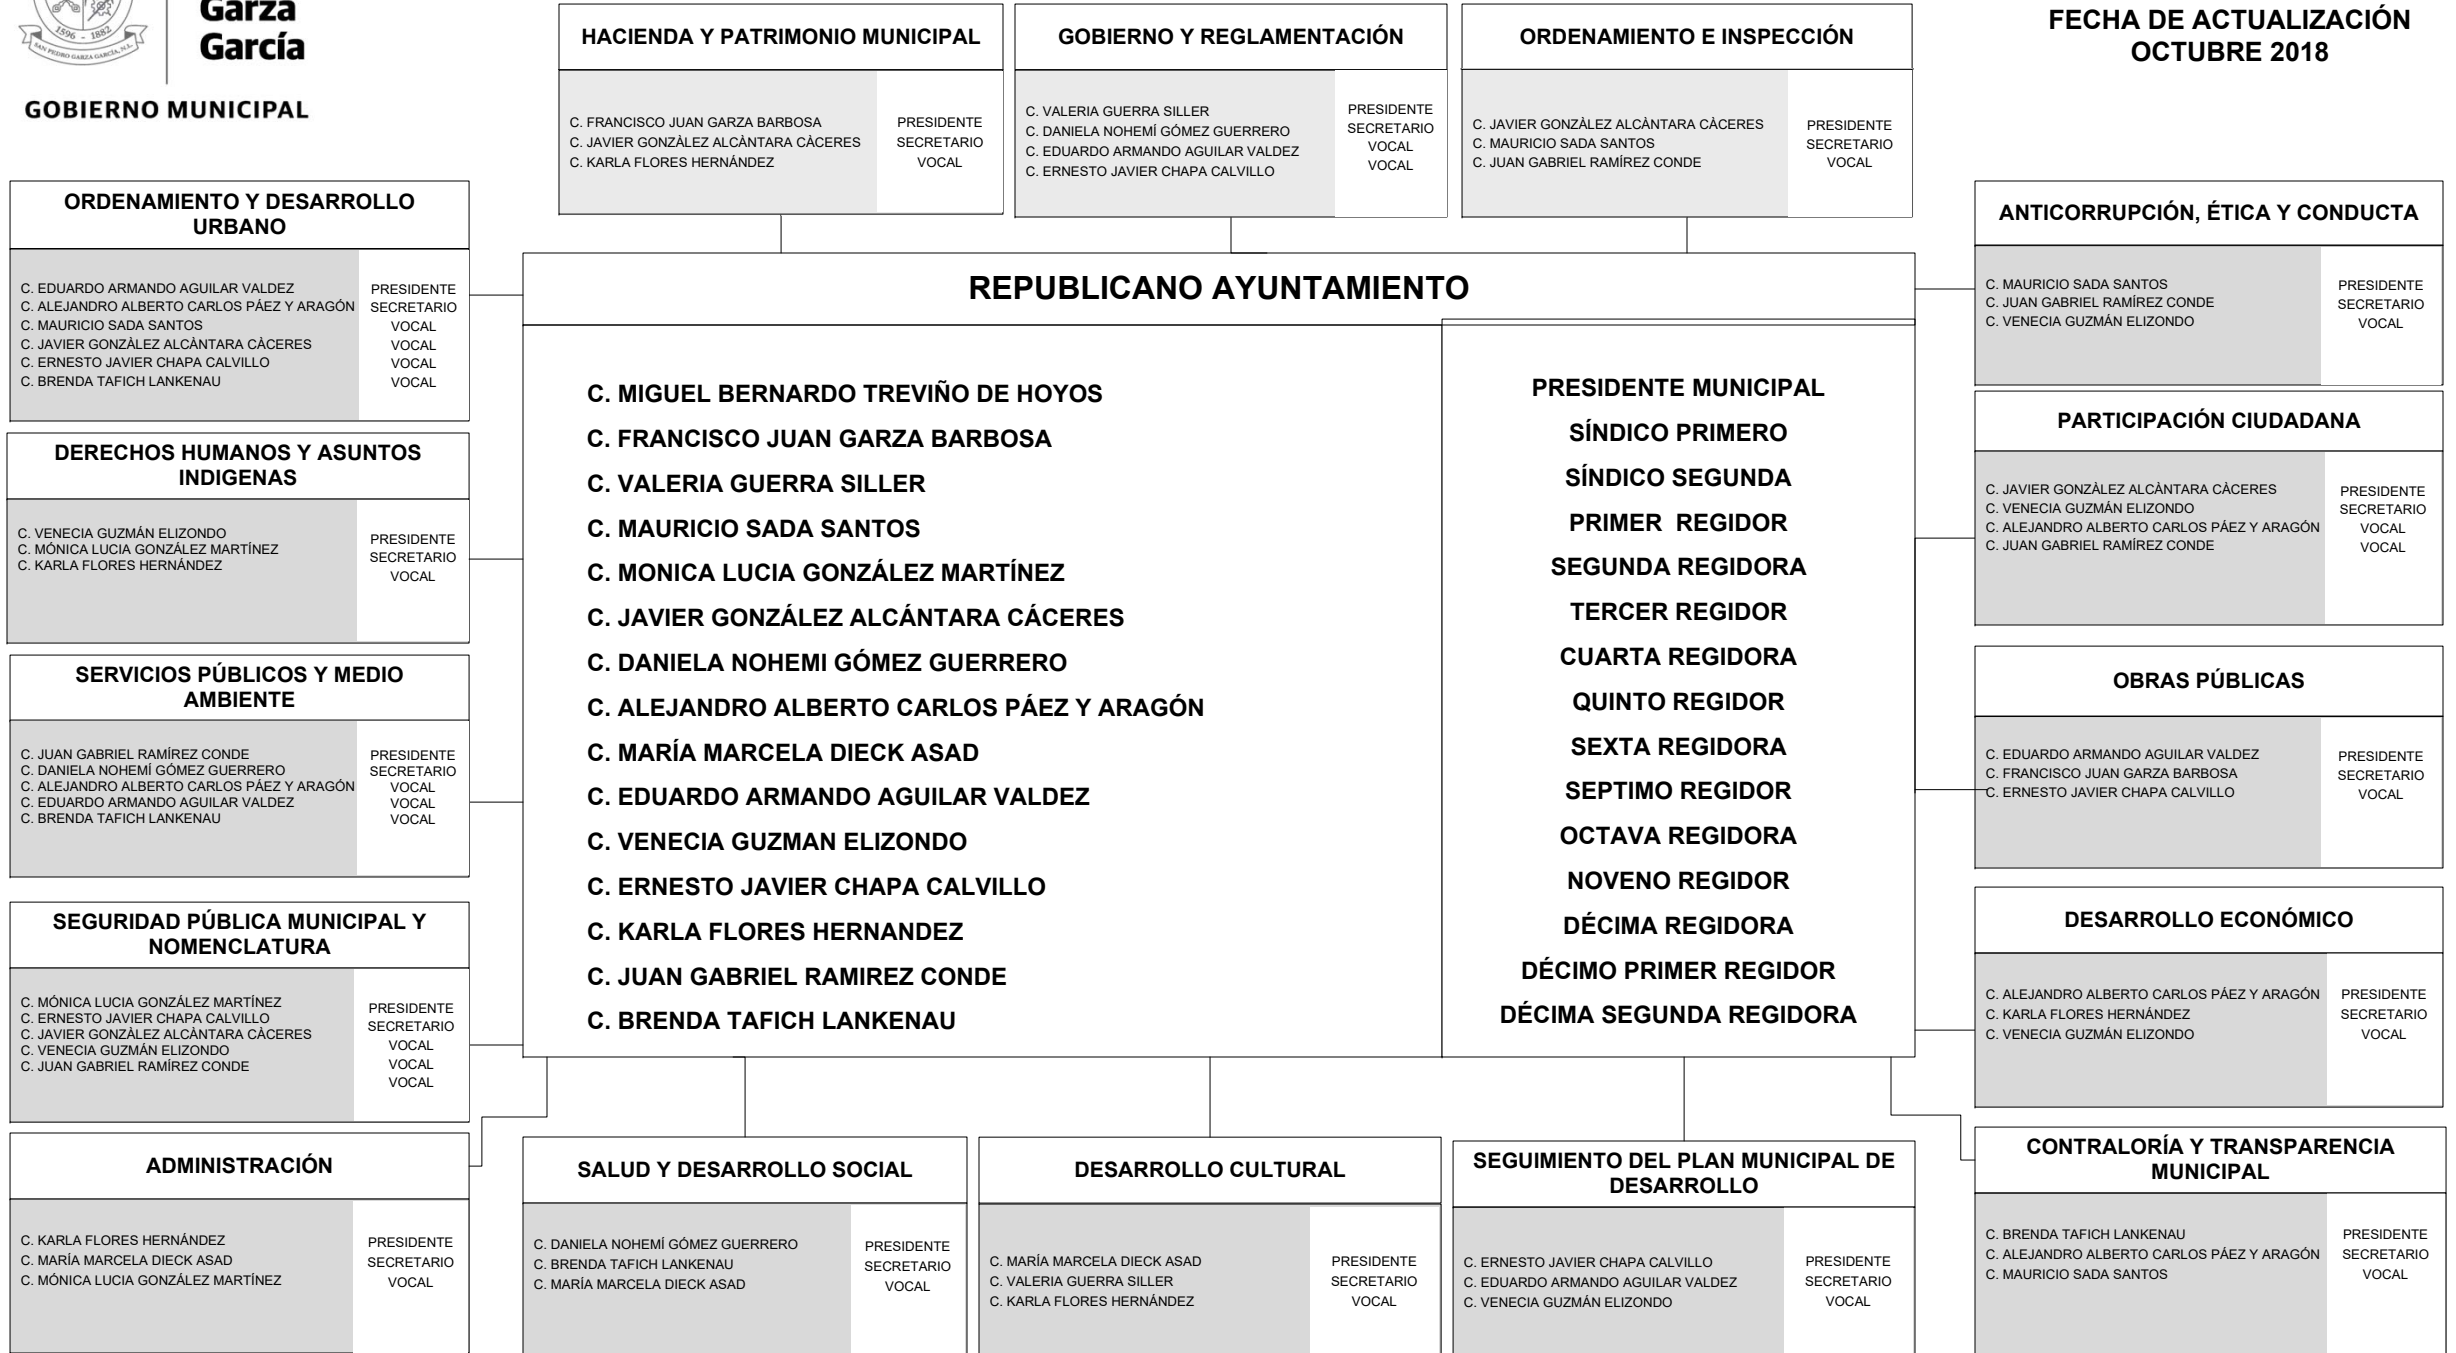 Garza
García
GOBIERNO MUNICIPAL
1596 - 1882
SAN PEDRO GARZA GARCÍA, N.L.
FECHA DE ACTUALIZACIÓN
OCTUBRE 2018
HACIENDA Y PATRIMONIO MUNICIPAL
C. FRANCISCO JUAN GARZA BARBOSA PRESIDENTE
C. JAVIER GONZÀLEZ ALCÀNTARA CÀCERES SECRETARIO
C. KARLA FLORES HERNÁNDEZ VOCAL
GOBIERNO Y REGLAMENTACIÓN
C. VALERIA GUERRA SILLER PRESIDENTE
C. DANIELA NOHEMÍ GÓMEZ GUERRERO SECRETARIO
C. EDUARDO ARMANDO AGUILAR VALDEZ VOCAL
C. ERNESTO JAVIER CHAPA CALVILLO VOCAL
ORDENAMIENTO E INSPECCIÓN
C. JAVIER GONZÀLEZ ALCÀNTARA CÀCERES PRESIDENTE
C. MAURICIO SADA SANTOS SECRETARIO
C. JUAN GABRIEL RAMÍREZ CONDE VOCAL
ORDENAMIENTO Y DESARROLLO
URBANO
C. EDUARDO ARMANDO AGUILAR VALDEZ PRESIDENTE
C. ALEJANDRO ALBERTO CARLOS PÁEZ Y ARAGÓN SECRETARIO
C. MAURICIO SADA SANTOS VOCAL
C. JAVIER GONZÀLEZ ALCÀNTARA CÀCERES VOCAL
C. ERNESTO JAVIER CHAPA CALVILLO VOCAL
C. BRENDA TAFICH LANKENAU VOCAL
DERECHOS HUMANOS Y ASUNTOS
INDIGENAS
C. VENECIA GUZMÁN ELIZONDO PRESIDENTE
C. MÓNICA LUCIA GONZÁLEZ MARTÍNEZ SECRETARIO
C. KARLA FLORES HERNÁNDEZ VOCAL
SERVICIOS PÚBLICOS Y MEDIO
AMBIENTE
C. JUAN GABRIEL RAMÍREZ CONDE PRESIDENTE
C. DANIELA NOHEMÍ GÓMEZ GUERRERO SECRETARIO
C. ALEJANDRO ALBERTO CARLOS PÁEZ Y ARAGÓN VOCAL
C. EDUARDO ARMANDO AGUILAR VALDEZ VOCAL
C. BRENDA TAFICH LANKENAU VOCAL
SEGURIDAD PÚBLICA MUNICIPAL Y
NOMENCLATURA
C. MÓNICA LUCIA GONZÁLEZ MARTÍNEZ PRESIDENTE
C. ERNESTO JAVIER CHAPA CALVILLO SECRETARIO
C. JAVIER GONZÀLEZ ALCÀNTARA CÀCERES VOCAL
C. VENECIA GUZMÁN ELIZONDO VOCAL
C. JUAN GABRIEL RAMÍREZ CONDE VOCAL
REPUBLICANO AYUNTAMIENTO
C. MIGUEL BERNARDO TREVIÑO DE HOYOS PRESIDENTE MUNICIPAL
C. FRANCISCO JUAN GARZA BARBOSA SÍNDICO PRIMERO
C. VALERIA GUERRA SILLER SÍNDICO SEGUNDA
C. MAURICIO SADA SANTOS PRIMER REGIDOR
C. MONICA LUCIA GONZÁLEZ MARTÍNEZ SEGUNDA REGIDORA
C. JAVIER GONZÁLEZ ALCÁNTARA CÁCERES TERCER REGIDOR
C. DANIELA NOHEMI GÓMEZ GUERRERO CUARTA REGIDORA
C. ALEJANDRO ALBERTO CARLOS PÁEZ Y ARAGÓN QUINTO REGIDOR
C. MARÍA MARCELA DIECK ASAD SEXTA REGIDORA
C. EDUARDO ARMANDO AGUILAR VALDEZ SEPTIMO REGIDOR
C. VENECIA GUZMAN ELIZONDO OCTAVA REGIDORA
C. ERNESTO JAVIER CHAPA CALVILLO NOVENO REGIDOR
C. KARLA FLORES HERNANDEZ DÉCIMA REGIDORA
C. JUAN GABRIEL RAMIREZ CONDE DÉCIMO PRIMER REGIDOR
C. BRENDA TAFICH LANKENAU DÉCIMA SEGUNDA REGIDORA
ANTICORRUPCIÓN, ÉTICA Y CONDUCTA
C. MAURICIO SADA SANTOS PRESIDENTE
C. JUAN GABRIEL RAMÍREZ CONDE SECRETARIO
C. VENECIA GUZMÁN ELIZONDO VOCAL
PARTICIPACIÓN CIUDADANA
C. JAVIER GONZÀLEZ ALCÀNTARA CÀCERES PRESIDENTE
C. VENECIA GUZMÁN ELIZONDO SECRETARIO
C. ALEJANDRO ALBERTO CARLOS PÁEZ Y ARAGÓN VOCAL
C. JUAN GABRIEL RAMÍREZ CONDE VOCAL
OBRAS PÚBLICAS
C. EDUARDO ARMANDO AGUILAR VALDEZ PRESIDENTE
C. FRANCISCO JUAN GARZA BARBOSA SECRETARIO
C. ERNESTO JAVIER CHAPA CALVILLO VOCAL
DESARROLLO ECONÓMICO
C. ALEJANDRO ALBERTO CARLOS PÁEZ Y ARAGÓN PRESIDENTE
C. KARLA FLORES HERNÁNDEZ SECRETARIO
C. VENECIA GUZMÁN ELIZONDO VOCAL
ADMINISTRACIÓN
C. KARLA FLORES HERNÁNDEZ PRESIDENTE
C. MARÍA MARCELA DIECK ASAD SECRETARIO
C. MÓNICA LUCIA GONZÁLEZ MARTÍNEZ VOCAL
SALUD Y DESARROLLO SOCIAL
C. DANIELA NOHEMÍ GÓMEZ GUERRERO PRESIDENTE
C. BRENDA TAFICH LANKENAU SECRETARIO
C. MARÍA MARCELA DIECK ASAD VOCAL
DESARROLLO CULTURAL
C. MARÍA MARCELA DIECK ASAD PRESIDENTE
C. VALERIA GUERRA SILLER SECRETARIO
C. KARLA FLORES HERNÁNDEZ VOCAL
SEGUIMIENTO DEL PLAN MUNICIPAL DE
DESARROLLO
C. ERNESTO JAVIER CHAPA CALVILLO PRESIDENTE
C. EDUARDO ARMANDO AGUILAR VALDEZ SECRETARIO
C. VENECIA GUZMÁN ELIZONDO VOCAL
CONTRALORÍA Y TRANSPARENCIA
MUNICIPAL
C. BRENDA TAFICH LANKENAU PRESIDENTE
C. ALEJANDRO ALBERTO CARLOS PÁEZ Y ARAGÓN SECRETARIO
C. MAURICIO SADA SANTOS VOCAL